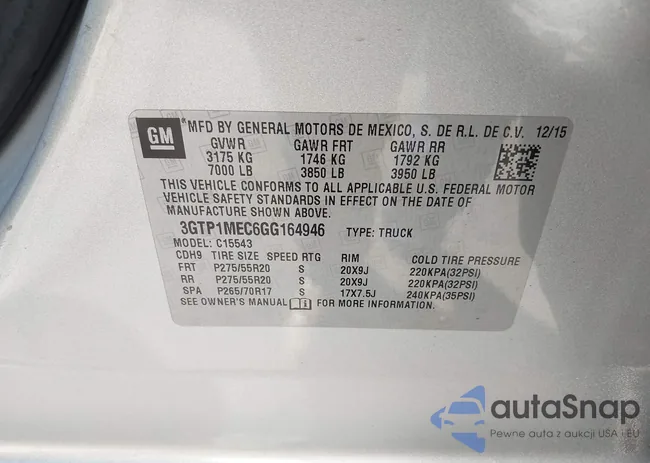 GM
*MFD BY GENERAL MOTORS DE MEXICO, S. DE R.L. DE C.V. 12/15
GVWR GAWR FRT GAWR RR
3175 KG 1746 KG 1792 KG
7000 LB 3850 LB 3950 LB
THIS VEHICLE CONFORMS TO ALL APPLICABLE U.S. FEDERAL MOTOR
VEHICLE SAFETY STANDARDS IN EFFECT ON THE DATE OF
MANUFACTURE SHOWN ABOVE.
3GTP1MEC6GG164946 TYPE: TRUCK
MODEL: C15543
CDH9 TIRE SIZE SPEED RTG RIM COLD TIRE PRESSURE
FRT P275/55R20 S 20X9J 220KPA(32PSI)
RR P275/55R20 S 20X9J 220KPA(32PSI)
SPA P265/70R17 S 17X7.5J 240KPA(35PSI)
SEE OWNER'S MANUAL FOR MORE INFORMATION
autoSnap
Pewne auta z aukcji USA - EU